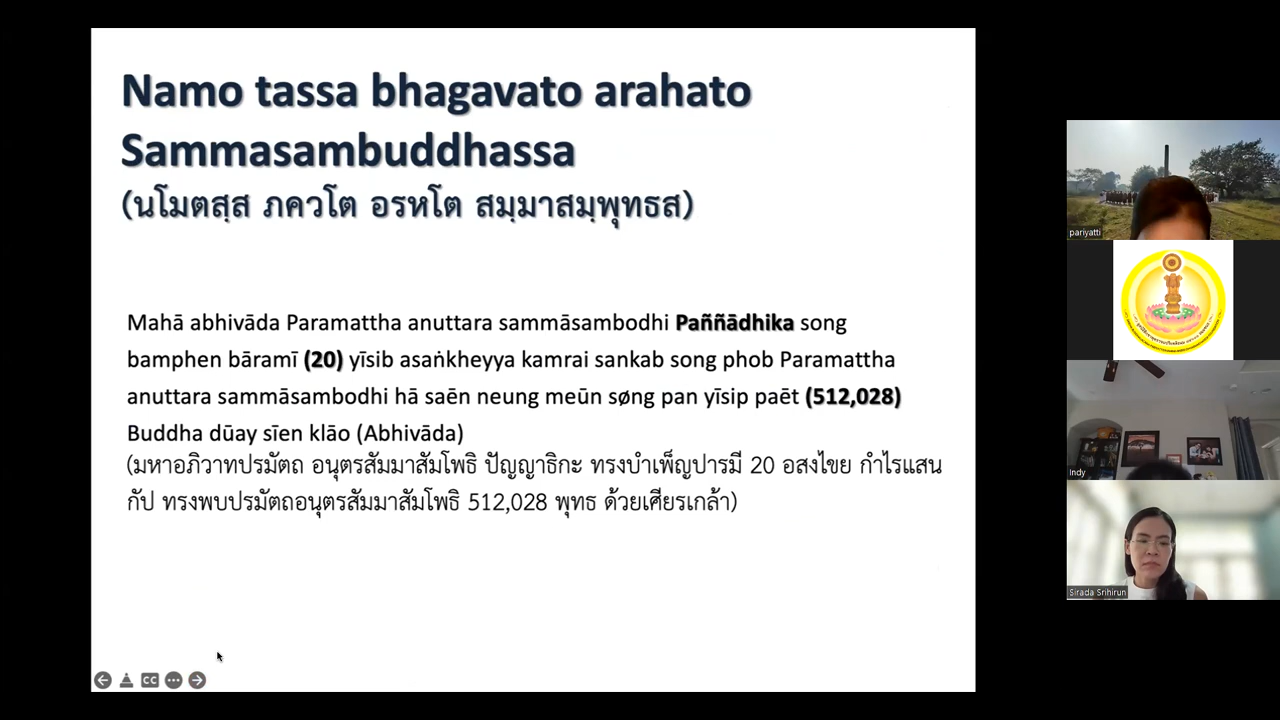 Namo tassa bhagavato arahato
Sammasambuddhassa
(นโมตสฺส ภควโต อรหโต สมฺมาสมฺพุทธส)
Mahā abhivāda Paramattha anuttara sammāsambodhi Paññādhika song
bamphen bāramī (20) yīsib asaṅkheyya kamrai sankab song phob Paramattha
anuttara sammāsambodhi hā saēn neung meūn søng pan yīsip paēt (512,028)
Buddha dūay sīen klāo (Abhivāda)
(มหาอภิวาทปรมัตถ อนุตรสัมมาสัมโพธิ ปัญญาธิกะ ทรงบำเพ็ญปารมี 20 อสงไขย กำไรแสน
กัป ทรงพบปรมัตถอนุตรสัมมาสัมโพธิ 512,028 พุทธ ด้วยเศียรเกล้า)
CC
pariyatti
Indy
Sirada Srihirun